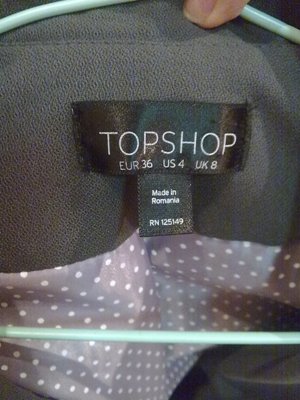 TOPSHOP
EUR 36 US 4 UK 8
Made in
Romania
RN 125149